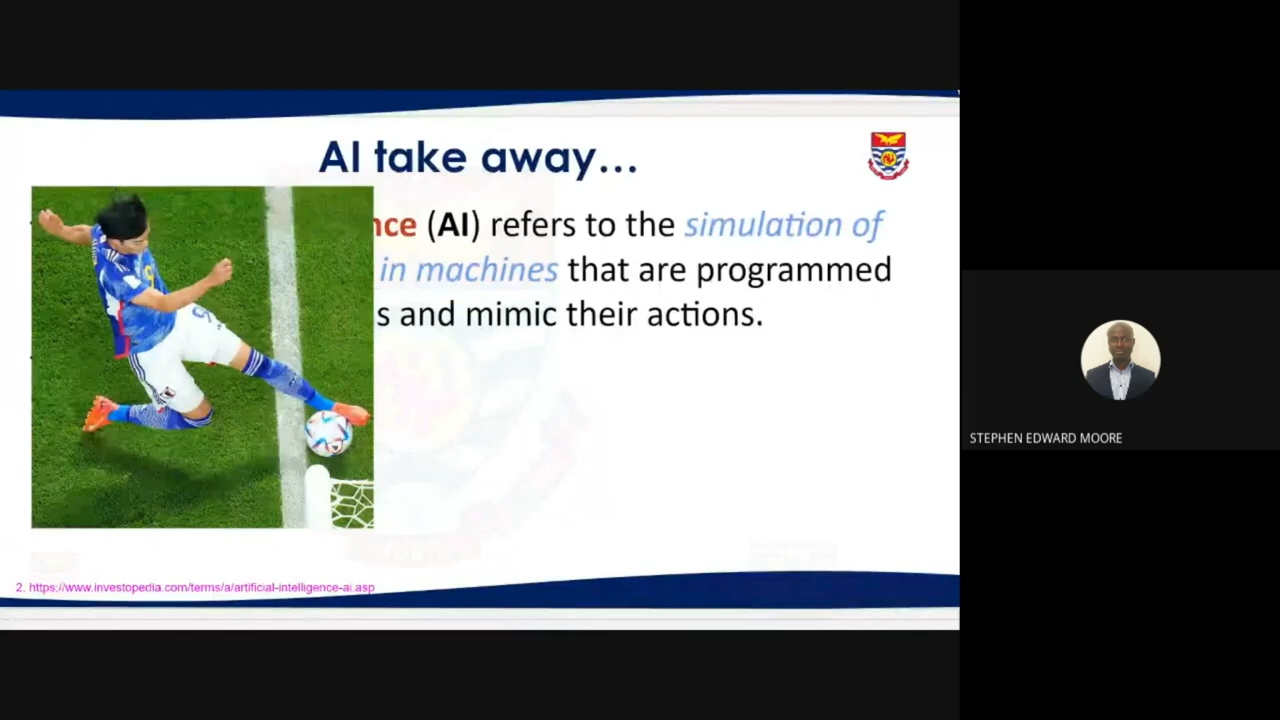 AI take away...
nce (AI) refers to the simulation of
in machines that are programmed
s and mimic their actions.
2. https://www.investopedia.com/terms/a/artificial-intelligence-ai.asp
STEPHEN EDWARD MOORE